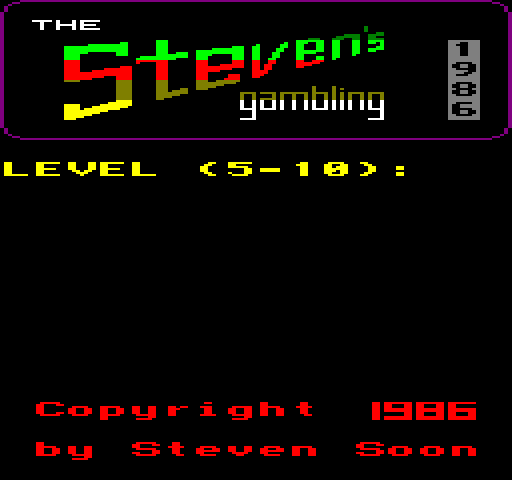 THE
Steven's
gambling
1986
LEVEL (5-10):
Copyright 1986
by Steven Soon